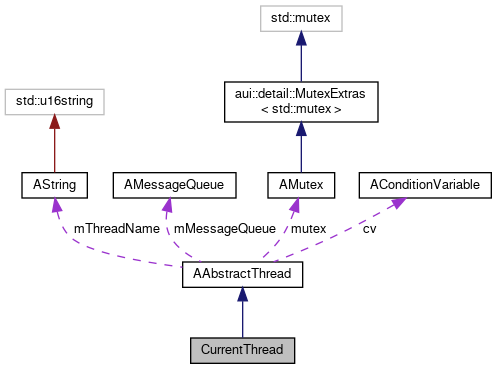 std::mutex
aui::detail::MutexExtras
< std::mutex >
std::u16string
AString
AMessageQueue
AMutex
AConditionVariable
mThreadName
mMessageQueue
mutex
cv
AAbstractThread
CurrentThread